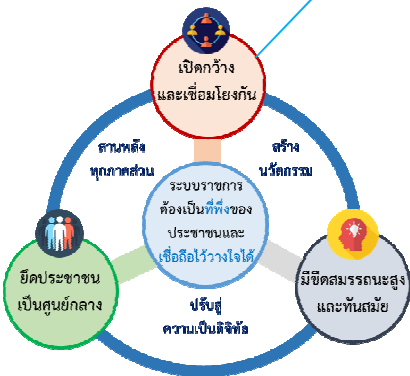 เปิดกว้าง
และเชื่อมโยงกัน
สานพลัง
ทุกภาคส่วน
สร้าง
นวัตกรรม
ระบบราชการ
ต้องเป็นที่พึ่งของ
ประชาชนและ
เชื่อถือไว้วางใจได้
ยึดประชาชน
เป็นศูนย์กลาง
มีขีดสมรรถนะสูง
และทันสมัย
ปรับสู่
ความเป็นดิจิทัล